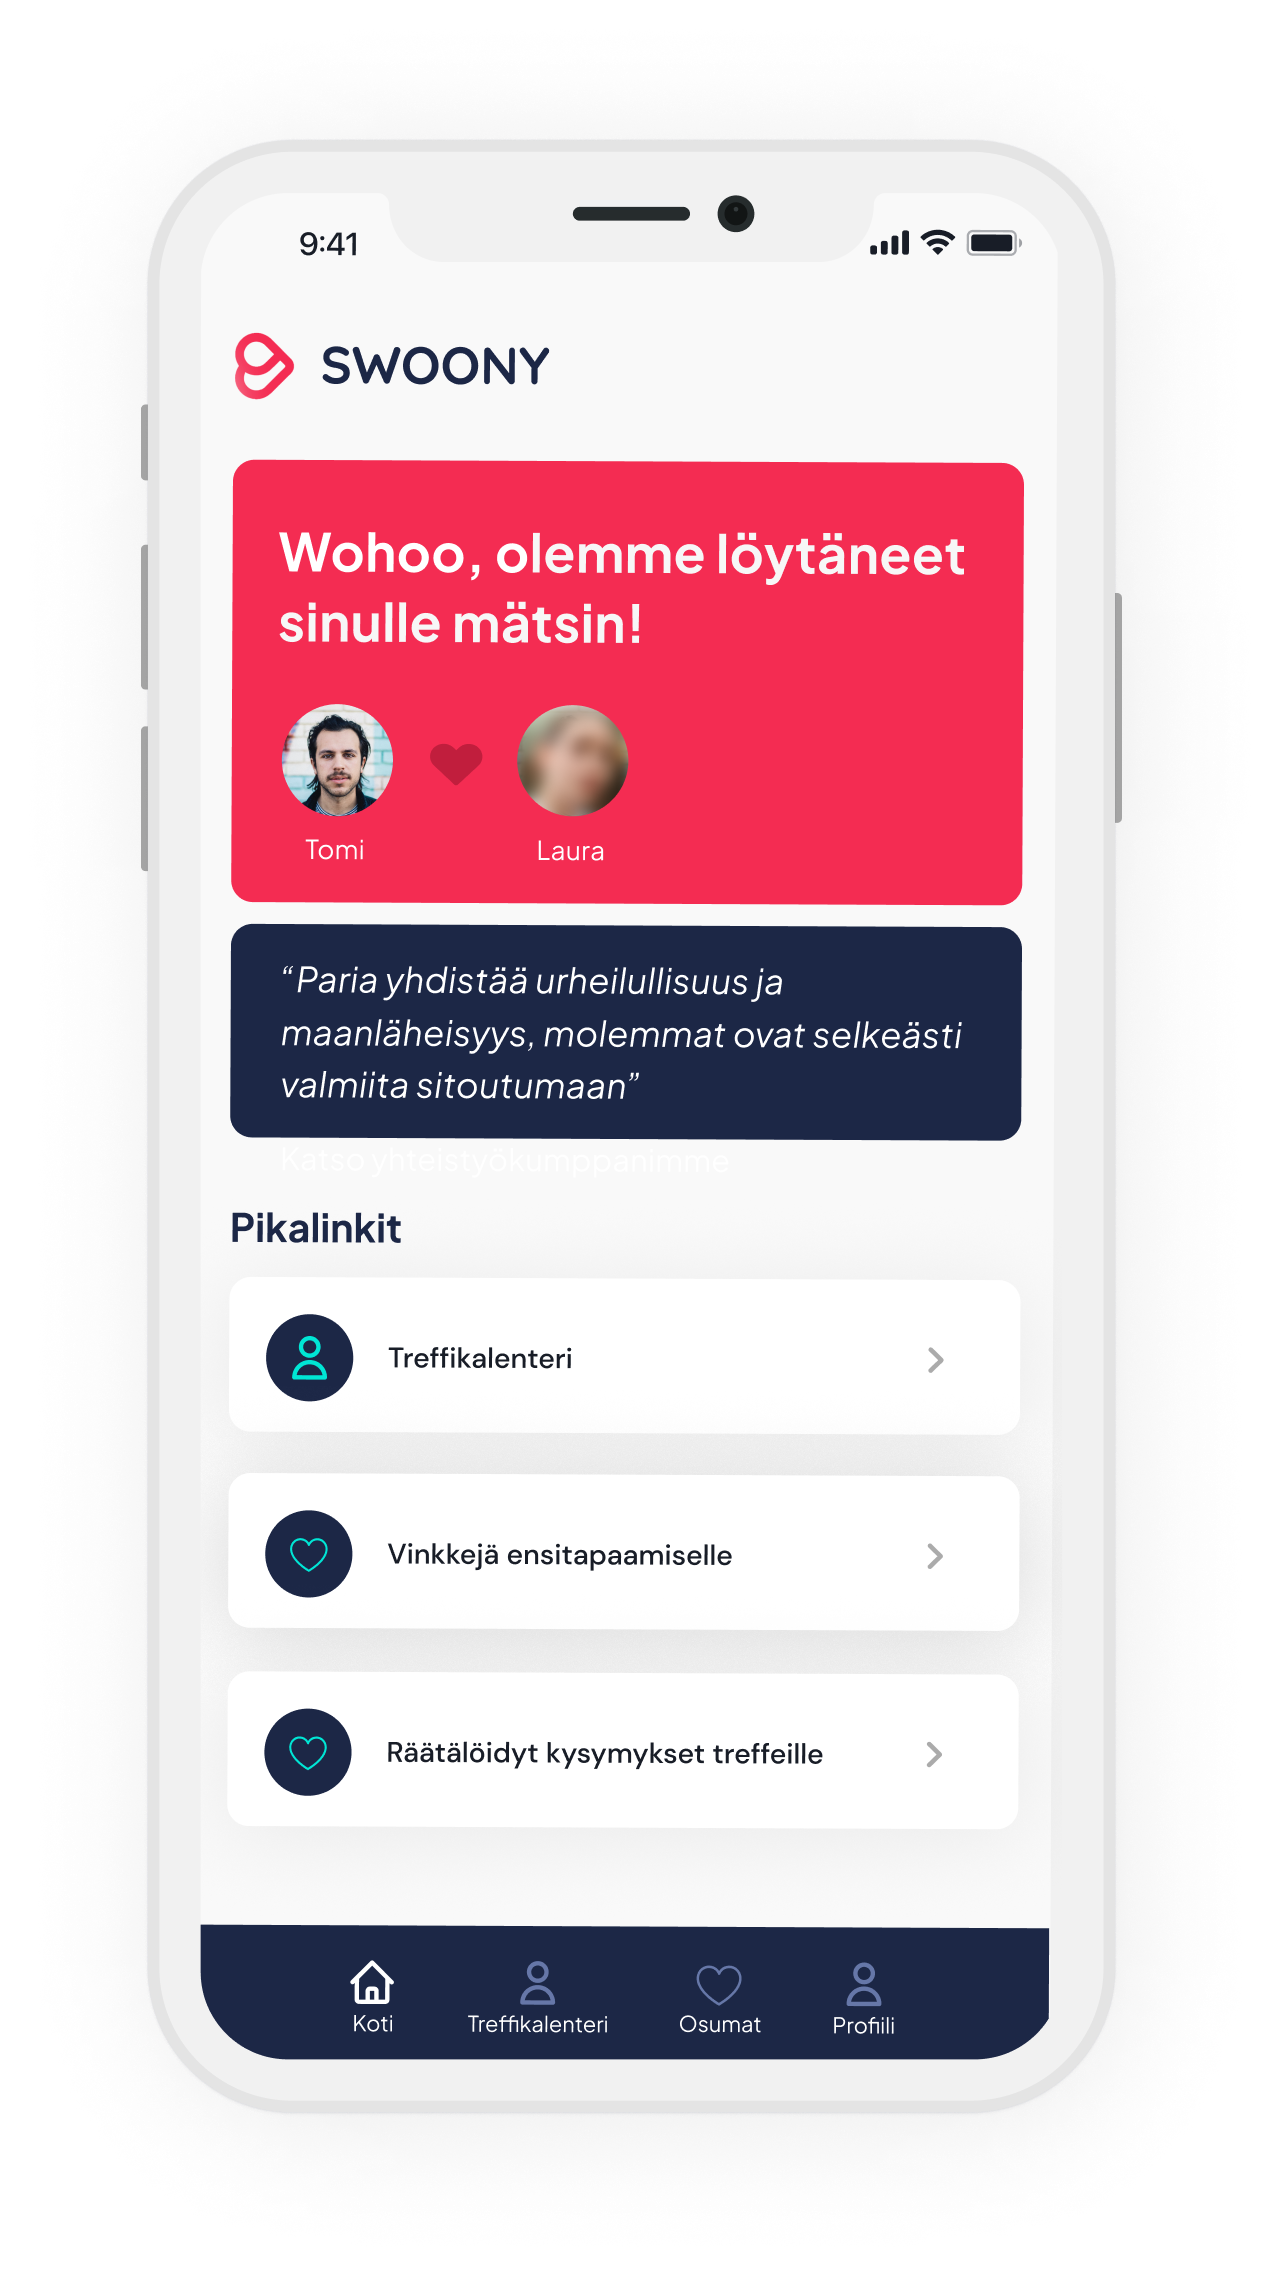 9:41
SWOONY
Wohoo, olemme löytäneet
sinulle mätsin!
Tomi
Laura
“Paria yhdistää urheilullisuus ja
maanläheisyys, molemmat ovat selkeästi
valmiita sitoutumaan”
Katso yhteistyökumppanimme
Pikalinkit
Treffikalenteri
Vinkkejä ensitapaamiselle
Räätälöidyt kysymykset treffeille
Koti
Treffikalenteri
Osumat
Profiili